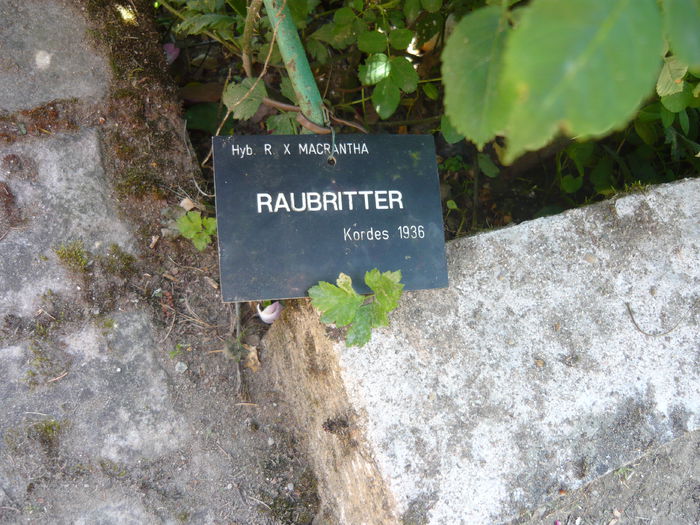 Hyb. R. X MACRANTHA
RAUBRITTER
Kordes 1936